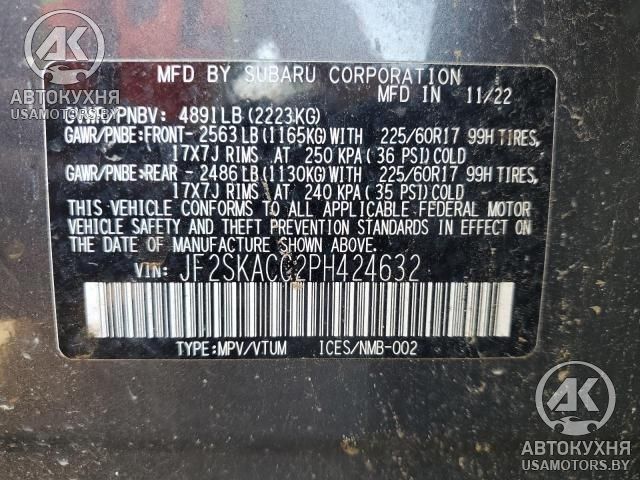 AK
АВТОКУХНЯ
USAMOTORS.BY
MFD BY SUBARU CORPORATION
MFD IN 11/22
GVWR/PNBV: 4891LB (2223KG)
GAWR/PNBE:FRONT- 2563LB (1165KG)WITH 225/60R17 99H TIRES,
17X7J RIMS AT 250 KPA (36 PSI)COLD
GAWR/PNBE:REAR - 2486LB (1130KG)WITH 225/60R17 99H TIRES,
17X7J RIMS AT 240 KPA (35 PSI)COLD
THIS VEHICLE CONFORMS TO ALL APPLICABLE FEDERAL MOTOR
VEHICLE SAFETY AND THEFT PREVENTION STANDARDS IN EFFECT
ON THE DATE OF MANUFACTURE SHOWN ABOVE.
VIN: JF2SKACC2PH424632
TYPE:MPV/VTUM ICES/NMB-002
AK
АВТОКУХНЯ
USAMOTORS.BY